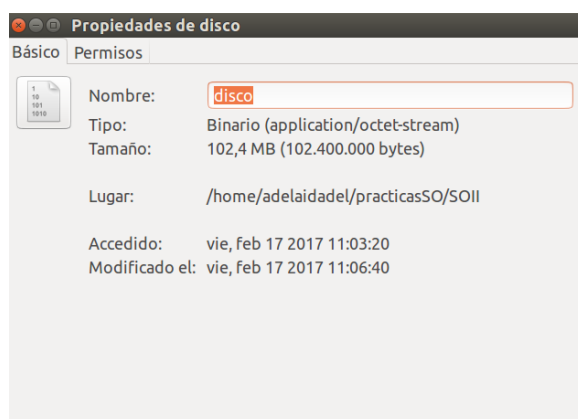 Propiedades de disco
Básico Permisos
1
10
101
1010
Nombre: disco
Tipo: Binario (application/octet-stream)
Tamaño: 102,4 MB (102.400.000 bytes)
Lugar: /home/adelaidadel/practicasSO/SOII
Accedido: vie, feb 17 2017 11:03:20
Modificado el: vie, feb 17 2017 11:06:40